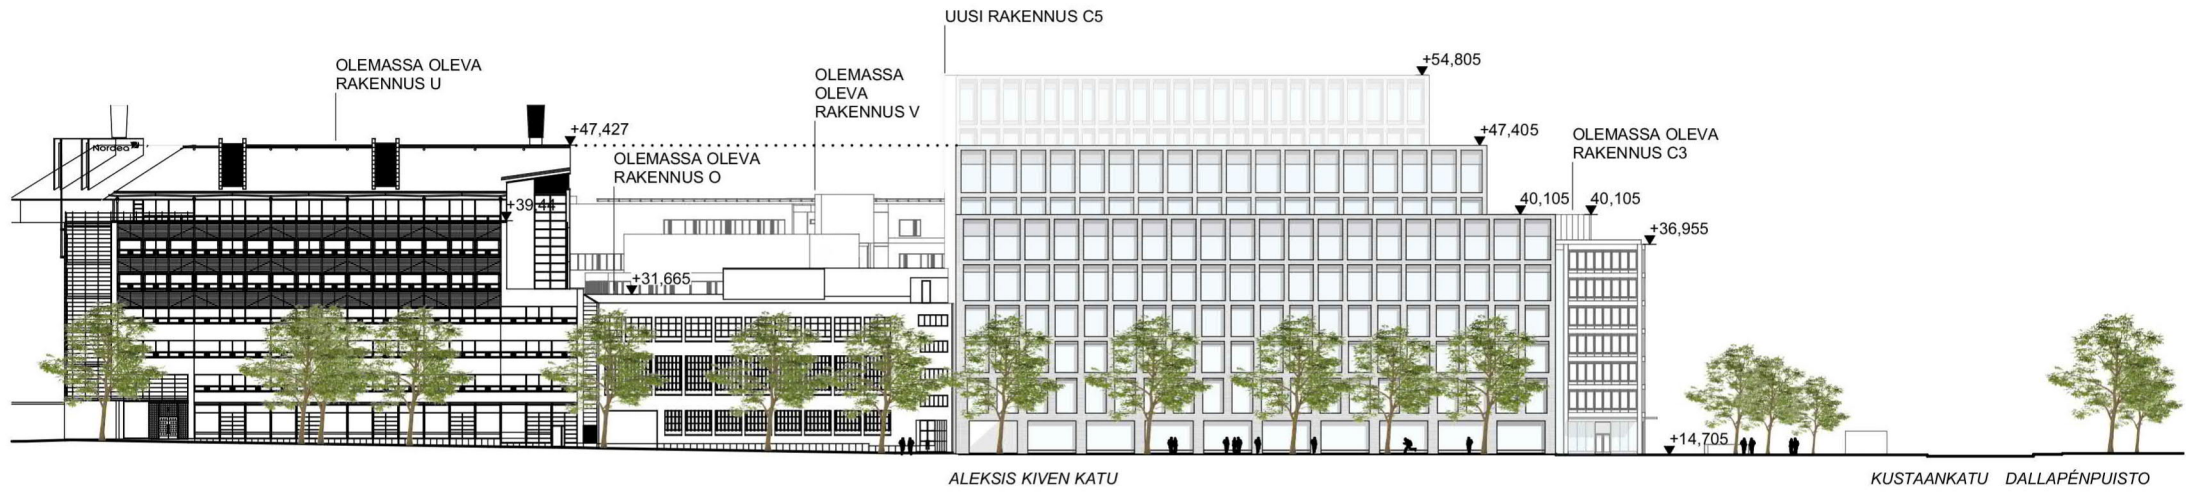 UUSI RAKENNUS C5
OLEMASSA OLEVA
RAKENNUS U
OLEMASSA
OLEVA
RAKENNUS V
+54,805
+47,427
+47,405
OLEMASSA OLEVA
RAKENNUS C3
Nordea
OLEMASSA OLEVA
RAKENNUS O
+39.44
40,105
40,105
+36,955
+31,665
+14,705
ALEKSIS KIVEN KATU
KUSTAANKATU
DALLAPÉNPUISTO